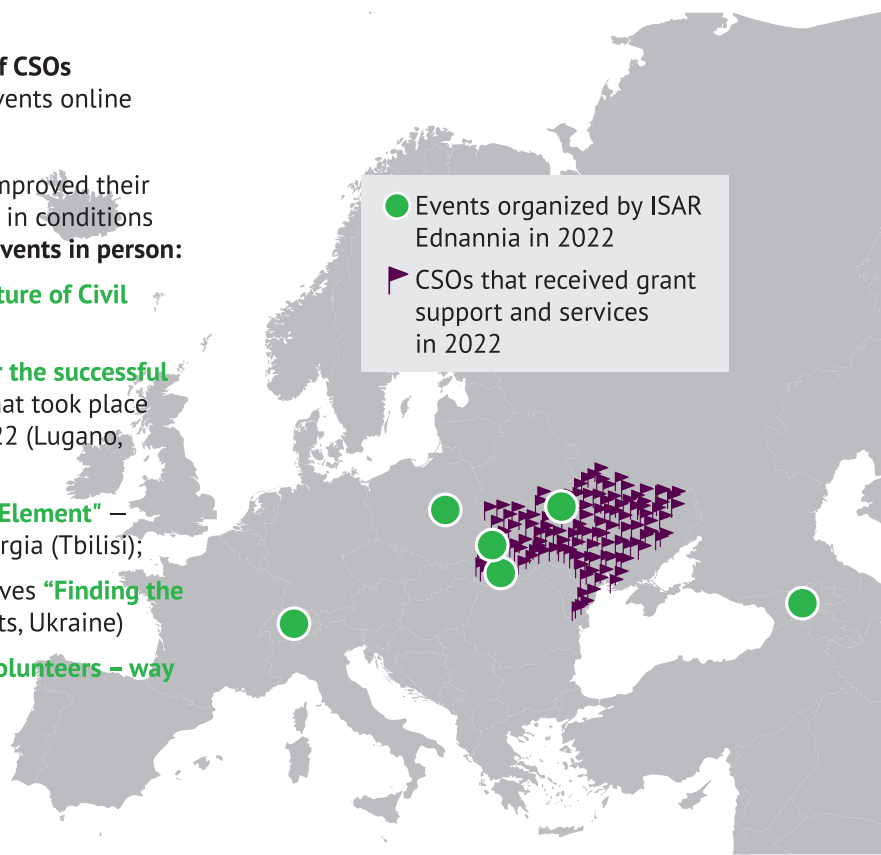 f CSOs
vents online
mproved their
in conditions
vents in person:
ture of Civil
r the successful
hat took place
22 (Lugano,
Element" —
rgia (Tbilisi);
ves “Finding the
ts, Ukraine)
olunteers – way
Events organized by ISAR
Ednannia in 2022
CSOs that received grant
support and services
in 2022